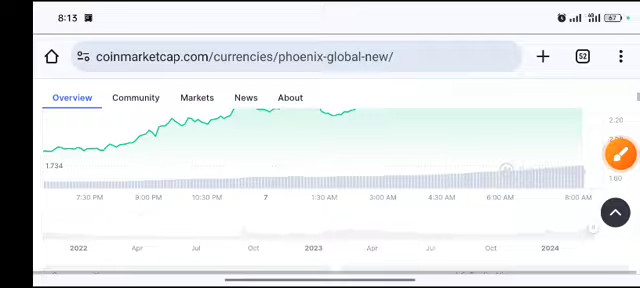 8:13
67
coinmarketcap.com/currencies/phoenix-global-new/
52
Overview Community Markets News About
2.20
1.734
1.60
7:30 PM 9:00 PM 10:30 PM 7 1:30 AM 3:00 AM 4:30 AM 6:00 AM 8:00 AM
2022 Apr Jul Oct 2023 Apr Jul Oct 2024